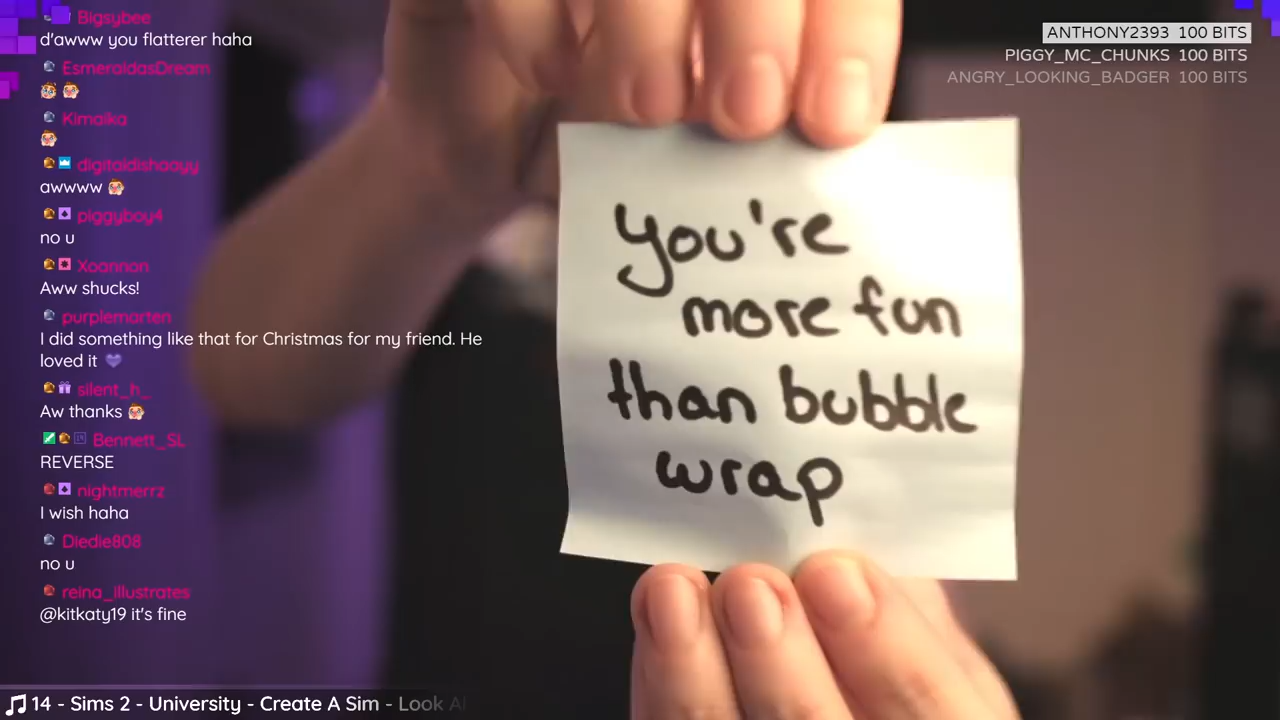 Bigsybee
d'awww you flatterer haha
EsmeraldasDream
Kimalka
digitaldishaayy
awwww
piggyboy4
no u
Xoannon
Aww shucks!
purplemarten
I did something like that for Christmas for my friend. He
loved it
silent_h_
Aw thanks
Bennett_SL
REVERSE
nightmerrz
I wish haha
Diedie808
no u
reina_illustrates
@kitkaty19 it's fine
ANTHONY2393 100 BITS
PIGGY_MC_CHUNKS 100 BITS
ANGRY_LOOKING_BADGER 100 BITS
you're
more fun
than bubble
wrap
14 - Sims 2 - University - Create A Sim - Look